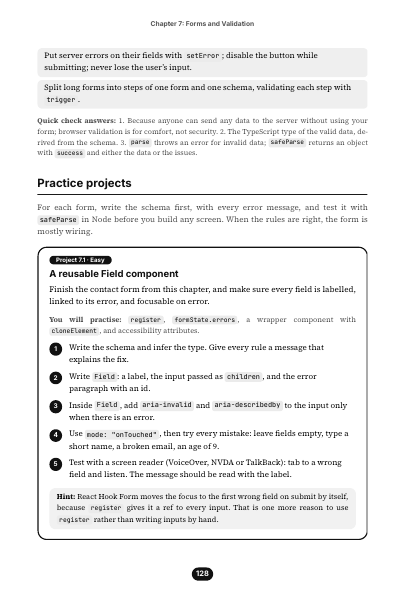 Chapter 7: Forms and Validation
Put server errors on their fields with setError; disable the button while
submitting; never lose the user's input.
Split long forms into steps of one form and one schema, validating each step with
trigger.
Quick check answers: 1. Because anyone can send any data to the server without using your
form; browser validation is for comfort, not security. 2. The TypeScript type of the valid data, de-
rived from the schema. 3. parse throws an error for invalid data; safeParse returns an object
with success and either the data or the issues.
Practice projects
For each form, write the schema first, with every error message, and test it with
safeParse in Node before you build any screen. When the rules are right, the form is
mostly wiring.
Project 7.1 · Easy
A reusable Field component
Finish the contact form from this chapter, and make sure every field is labelled,
linked to its error, and focusable on error.
You will practise: register, formState.errors, a wrapper component with
cloneElement, and accessibility attributes.
1 Write the schema and infer the type. Give every rule a message that
explains the fix.
2 Write Field: a label, the input passed as children, and the error
paragraph with an id.
3 Inside Field, add aria-invalid and aria-describedby to the input only
when there is an error.
4 Use mode: "onTouched", then try every mistake: leave fields empty, type a
short name, a broken email, an age of 9.
5 Test with a screen reader (VoiceOver, NVDA or TalkBack): tab to a wrong
field and listen. The message should be read with the label.
Hint: React Hook Form moves the focus to the first wrong field on submit by itself,
because register gives it a ref to every input. That is one more reason to use
register rather than writing inputs by hand.
128